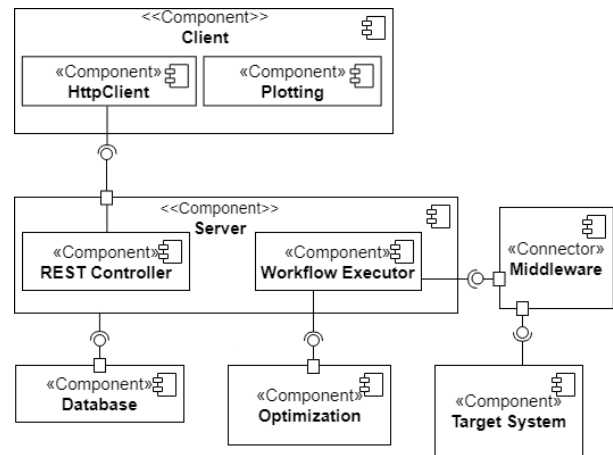 <<Component>>
Client
«Component»
HttpClient
«Component»
Plotting
<<Component>>
Server
«Component»
REST Controller
«Component»
Workflow Executor
«Connector»
Middleware
«Component»
Database
«Component»
Optimization
«Component»
Target System